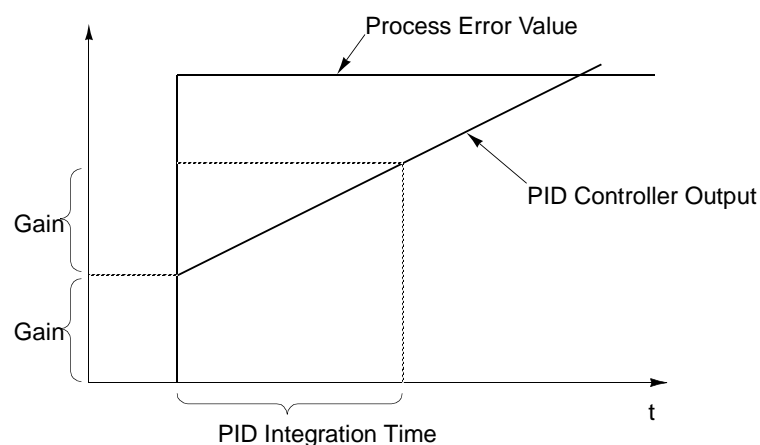 Process Error Value
PID Controller Output
Gain
Gain
t
PID Integration Time